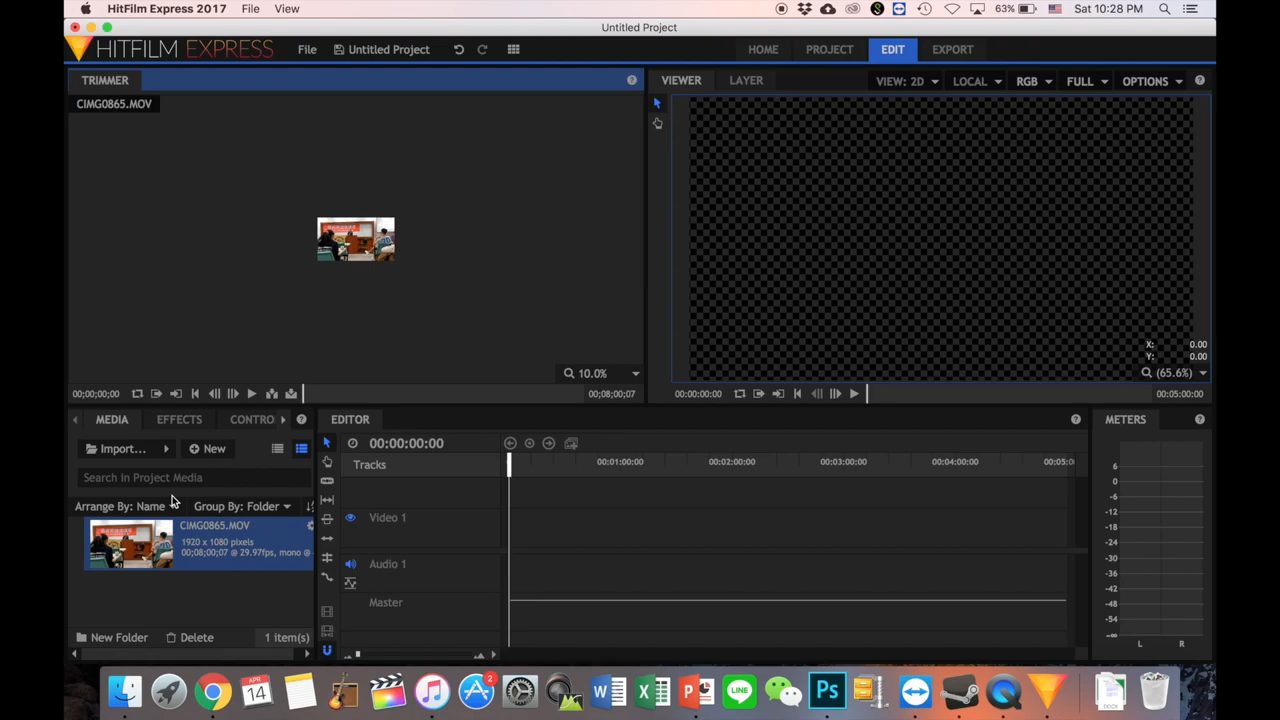 HitFilm Express 2017 File View 63% Sat 10:28 PM
Untitled Project
HITFILM EXPRESS File Untitled Project HOME PROJECT EDIT EXPORT
TRIMMER VIEWER LAYER VIEW: 2D LOCAL RGB FULL OPTIONS
CIMG0865.MOV
X: 0.00
Y: 0.00
10.0% (65.6%)
00;00;00;00 00;08;00;07 00:00:00:00 00:05:00:00
MEDIA EFFECTS CONTRO EDITOR METERS
Import... New 00:00:00:00
Tracks 00:01:00:00 00:02:00:00 00:03:00:00 00:04:00:00 00:05:0
Search in Project Media
Arrange By: Name Group By: Folder
CIMG0865.MOV
1920 x 1080 pixels
00;08;00;07 @ 29.97fps, mono @
Video 1
Audio 1
Master
New Folder Delete 1 item(s)
6
0
-6
-12
-18
-24
-30
-36
-42
-48
-54
-∞
L R
APR
14
2
DOCX